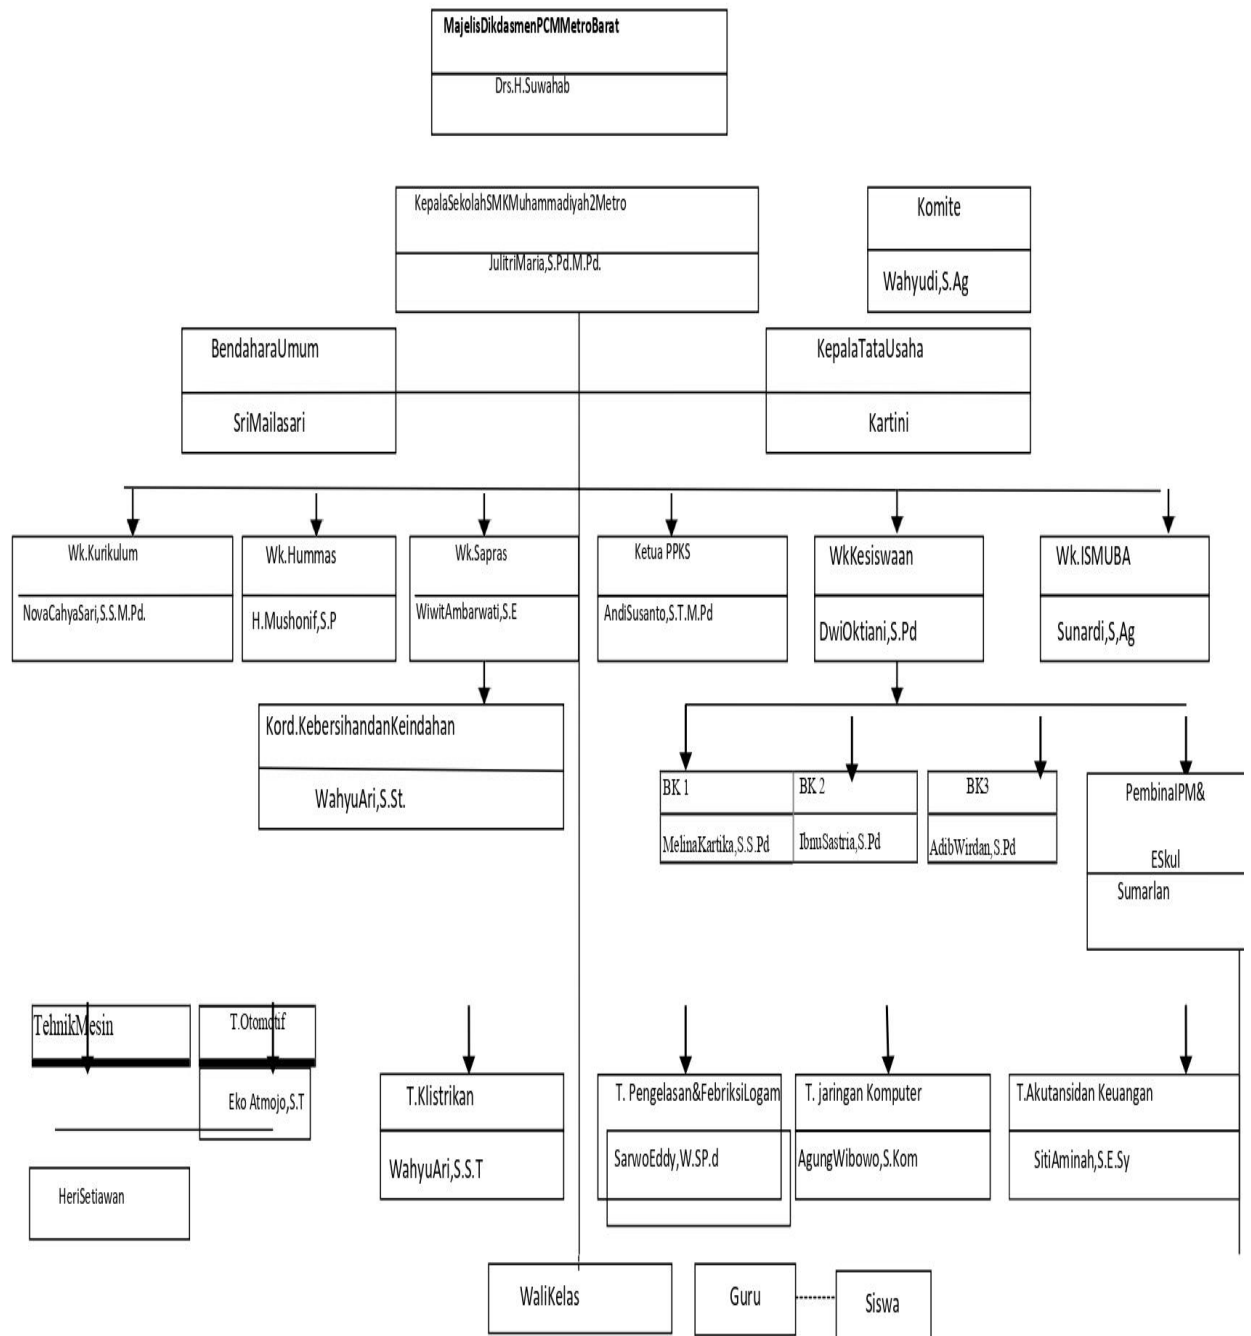 MajelisDikdasmenPCMMetroBarat
Drs.H.Suwahab
KepalaSekolahSMKMuhammadiyah2Metro
JulitriMaria,S.Pd.M.Pd.
Komite
Wahyudi,S.Ag
BendaharaUmum
SriMailasari
KepalaTataUsaha
Kartini
Wk.Kurikulum
NovaCahyaSari,S.S.M.Pd.
Wk.Hummas
H.Mushonif,S.P
Wk.Sapras
WiwitAmbarwati,S.E
Ketua PPKS
AndiSusanto,S.T.M.Pd
WkKesiswaan
DwiOktiani,S.Pd
Wk.ISMUBA
Sunardi,S,Ag
Kord.KebersihandanKeindahan
WahyuAri,S.St.
BK 1
MelinaKartika,S.S.Pd
BK 2
IbnuSastria,S.Pd
BK3
AdibWirdan,S.Pd
PembinaIPM&
ESkul
Sumarlan
TehnikMesin
HeriSetiawan
T.Otomotif
Eko Atmojo,S.T
T.Klistrikan
WahyuAri,S.S.T
T. Pengelasan&FebriksiLogam
SarwoEddy,W.SP.d
T. jaringan Komputer
AgungWibowo,S.Kom
T.Akutansidan Keuangan
SitiAminah,S.E.Sy
WaliKelas
Guru
Siswa